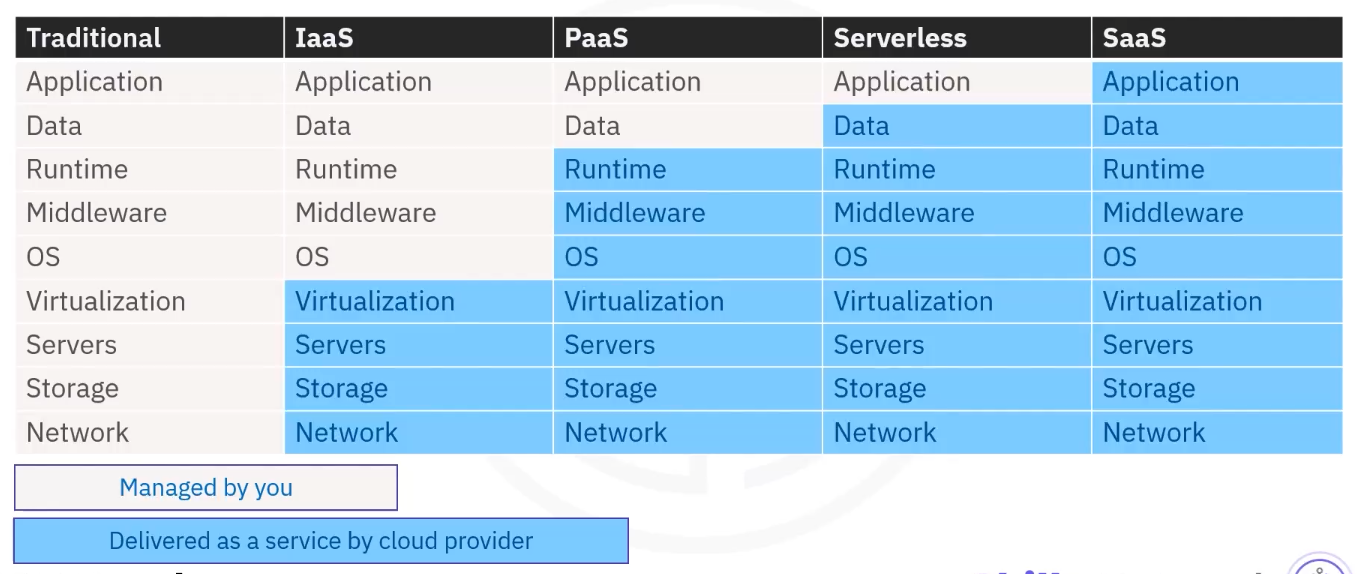 Traditional IaaS PaaS Serverless SaaS
Application Application Application Application Application
Data Data Data Data Data
Runtime Runtime Runtime Runtime Runtime
Middleware Middleware Middleware Middleware Middleware
OS OS OS OS OS
Virtualization Virtualization Virtualization Virtualization Virtualization
Servers Servers Servers Servers Servers
Storage Storage Storage Storage Storage
Network Network Network Network Network
Managed by you
Delivered as a service by cloud provider